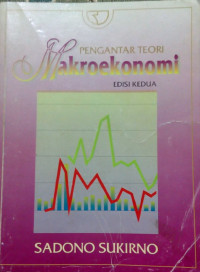 PENGANTAR TEORI
Makroekonomi
EDISI KEDUA
SADONO SUKIRNO